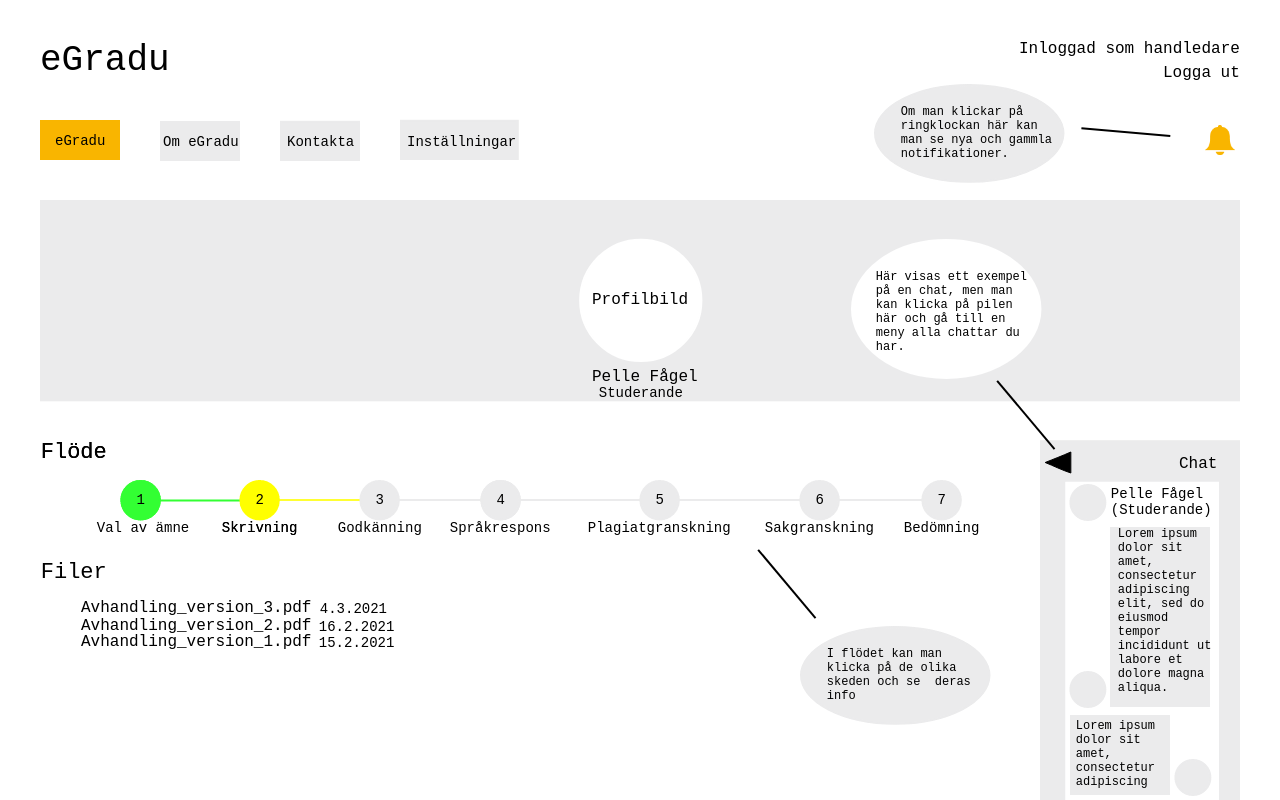 eGradu
Inloggad som handledare
Logga ut
eGradu
Om eGradu
Kontakta
Inställningar
Om man klickar på
ringklockan här kan
man se nya och gammla
notifikationer.
Profilbild
Pelle Fågel
Studerande
Här visas ett exempel
på en chat, men man
kan klicka på pilen
här och gå till en
meny alla chattar du
har.
Flöde
1
2
3
4
5
6
7
Val av ämne
Skrivning
Godkänning
Språkrespons
Plagiatgranskning
Sakgranskning
Bedömning
Filer
Avhandling_version_3.pdf 4.3.2021
Avhandling_version_2.pdf 16.2.2021
Avhandling_version_1.pdf 15.2.2021
I flödet kan man
klicka på de olika
skeden och se  deras
info
Chat
Pelle Fågel
(Studerande)
Lorem ipsum
dolor sit
amet,
consectetur
adipiscing
elit, sed do
eiusmod
tempor
incididunt ut
labore et
dolore magna
aliqua.
Lorem ipsum
dolor sit
amet,
consectetur
adipiscing